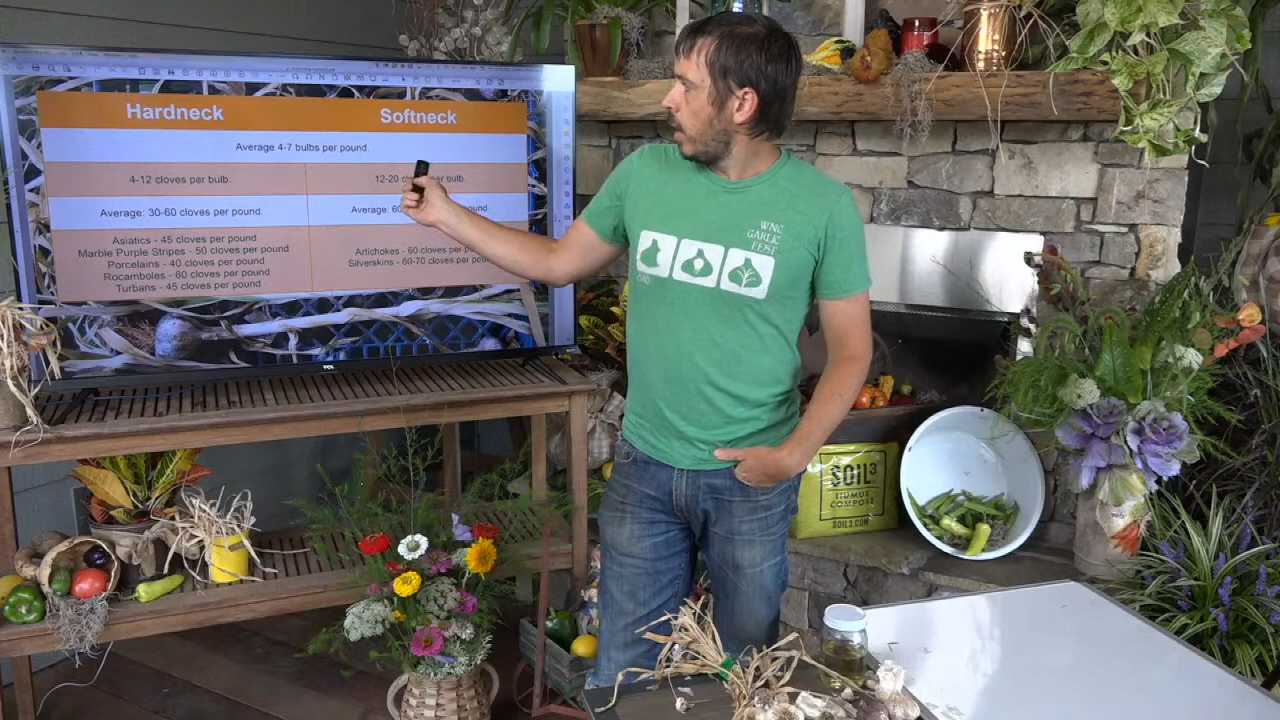 Hardneck
Softneck
Average 4-7 bulbs per pound.
4-12 cloves per bulb.
12-20 per bulb.
Average: 30-60 cloves per pound.
Average: pound.
Asiatics - 45 cloves per pound
Marble Purple Stripes - 50 cloves per pound
Porcelains - 40 cloves per pound
Rocamboles - 60 cloves per pound
Turbans - 45 cloves per pound
Artichokes - 60 cloves per
Silverskins - 60-70 cloves per
TCL
WNC
GARLIC
FEST
SOIL³
HUMUS
COMPOST
SOIL3.COM